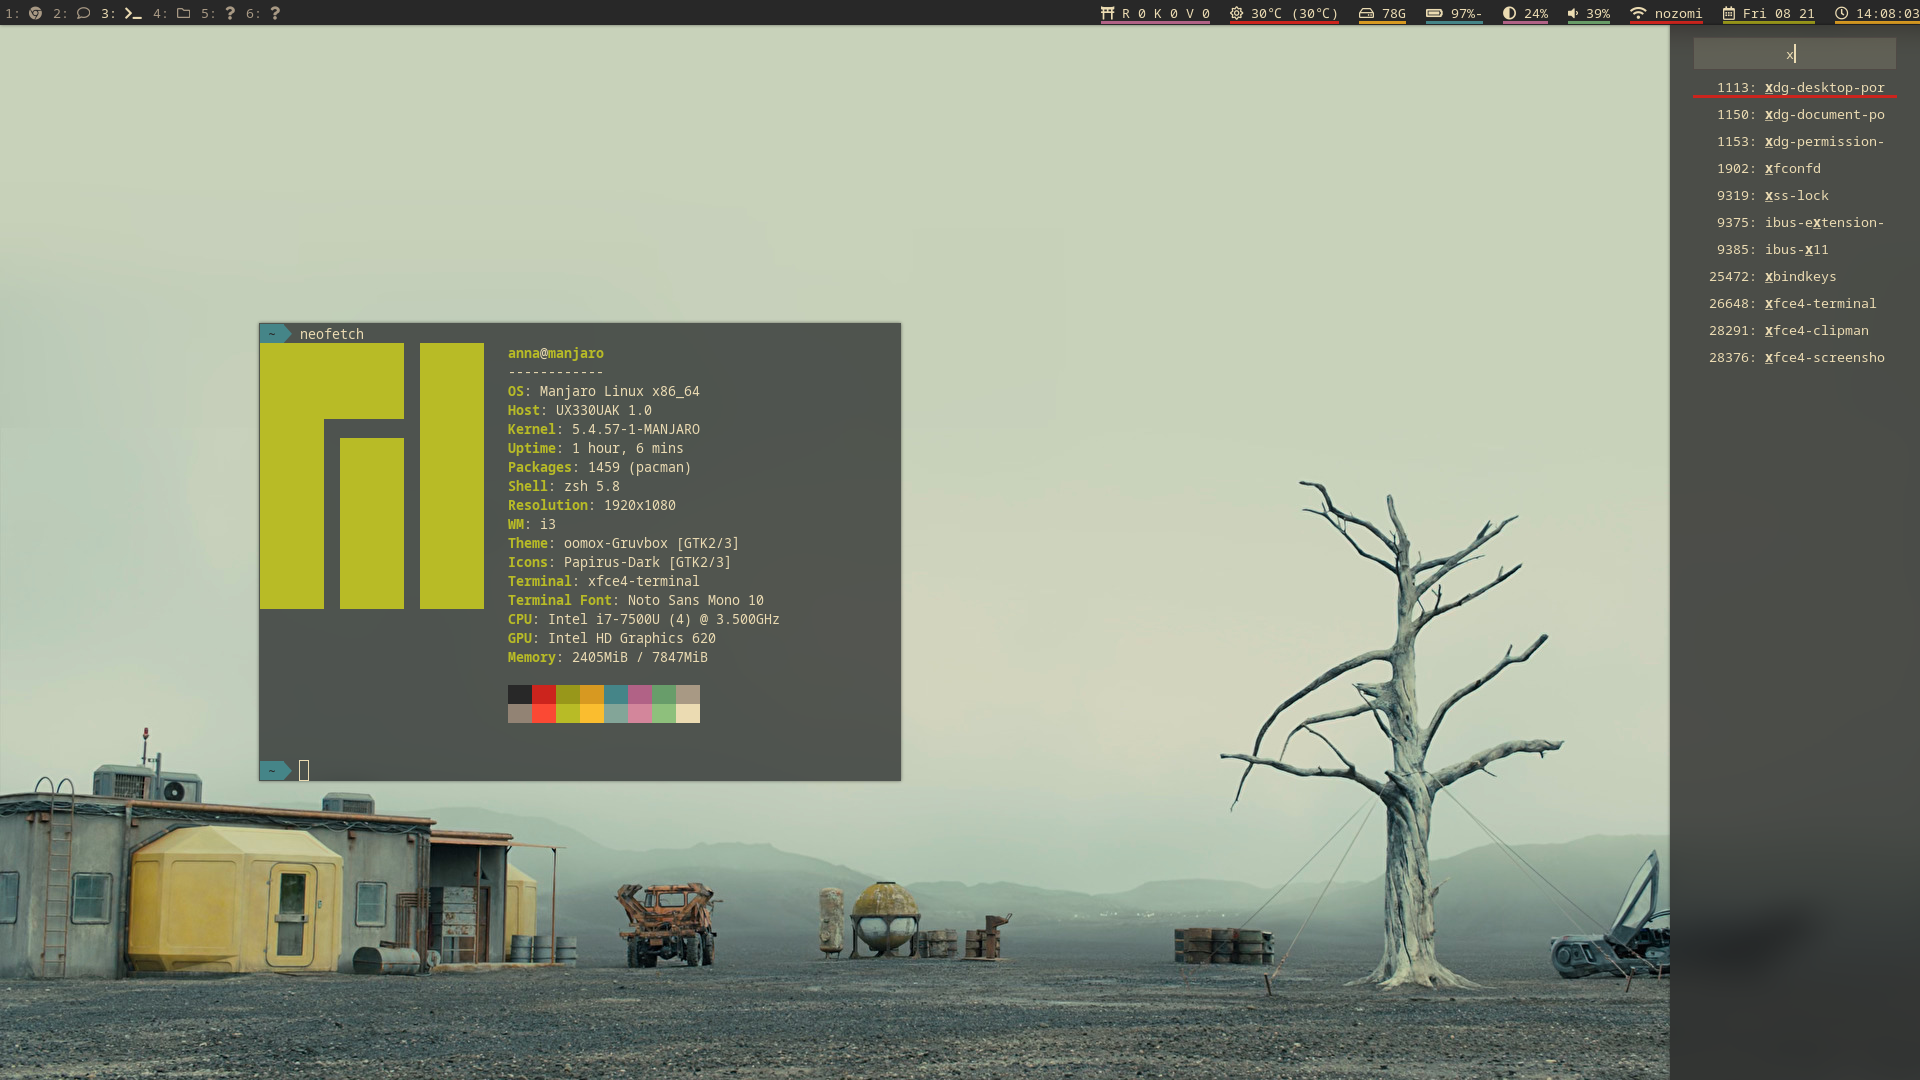 1: 2: 3: 4: 5: ? 6: ? R 0 K 0 V 0 30°C (30°C) 78G 97%- 24% 39% nozomi Fri 08 21 14:08:03
x
1113: xdg-desktop-por
1150: xdg-document-po
1153: xdg-permission-
1902: xfconfd
9319: xss-lock
9375: ibus-extension-
9385: ibus-x11
25472: xbindkeys
26648: xfce4-terminal
28291: xfce4-clipman
28376: xfce4-screensho
~ neofetch
anna@manjaro
------------
OS: Manjaro Linux x86_64
Host: UX330UAK 1.0
Kernel: 5.4.57-1-MANJARO
Uptime: 1 hour, 6 mins
Packages: 1459 (pacman)
Shell: zsh 5.8
Resolution: 1920x1080
WM: i3
Theme: oomox-Gruvbox [GTK2/3]
Icons: Papirus-Dark [GTK2/3]
Terminal: xfce4-terminal
Terminal Font: Noto Sans Mono 10
CPU: Intel i7-7500U (4) @ 3.500GHz
GPU: Intel HD Graphics 620
Memory: 2405MiB / 7847MiB
~